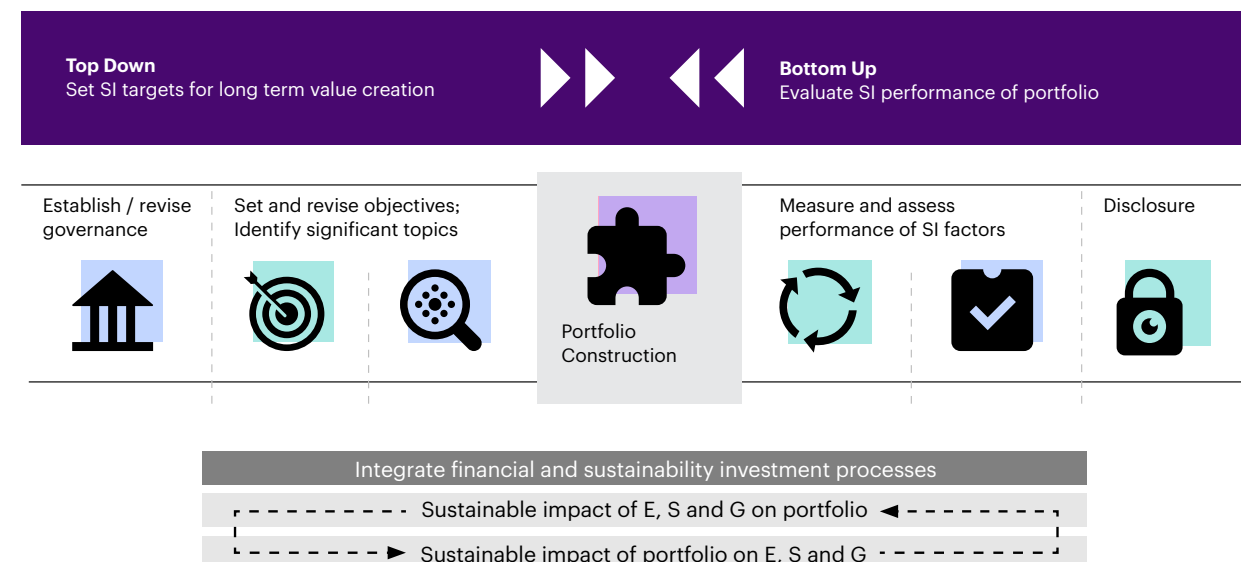 Top Down
Set SI targets for long term value creation
Bottom Up
Evaluate SI performance of portfolio
Establish / revise
governance
Set and revise objectives;
Identify significant topics
Portfolio
Construction
Measure and assess
performance of SI factors
Disclosure
Integrate financial and sustainability investment processes
Sustainable impact of E, S and G on portfolio
Sustainable impact of portfolio on E, S and G